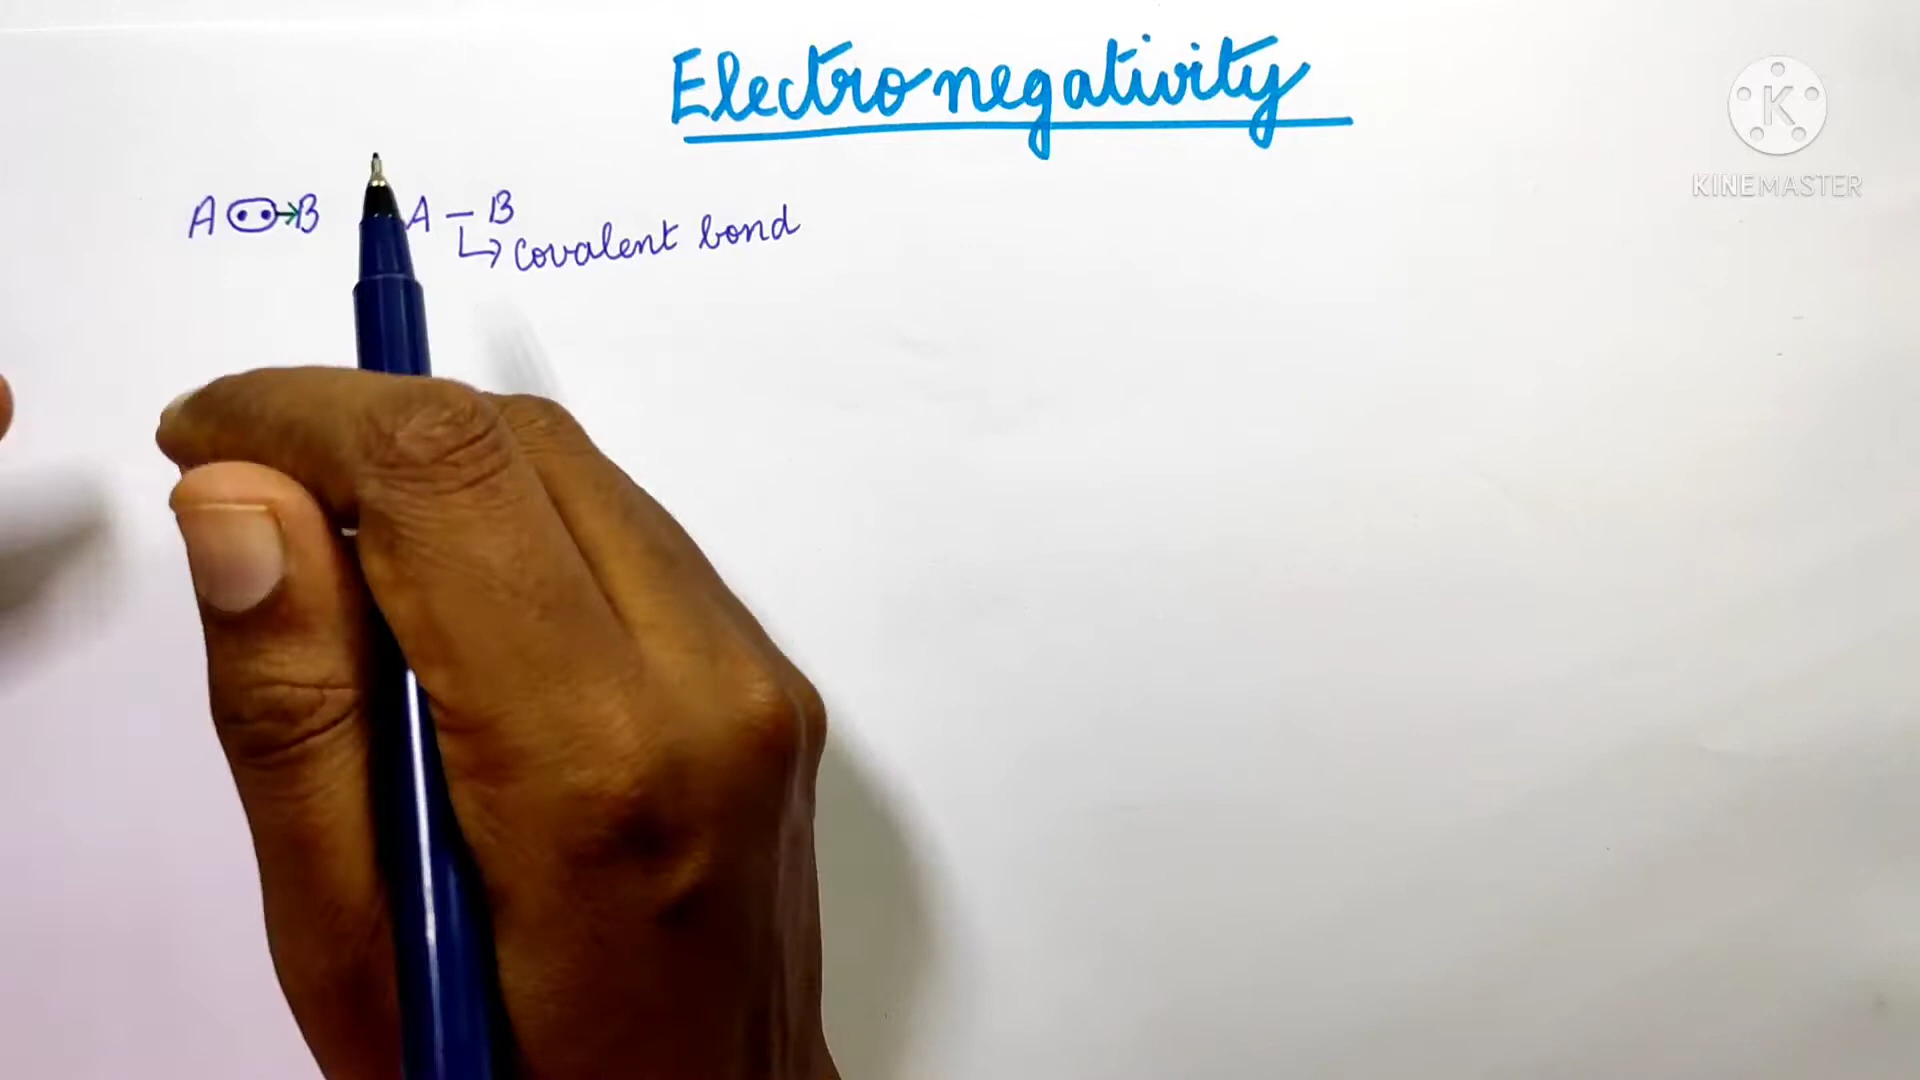 Electronegativity
K
KINEMASTER
A •• → B A – B
↳ Covalent bond